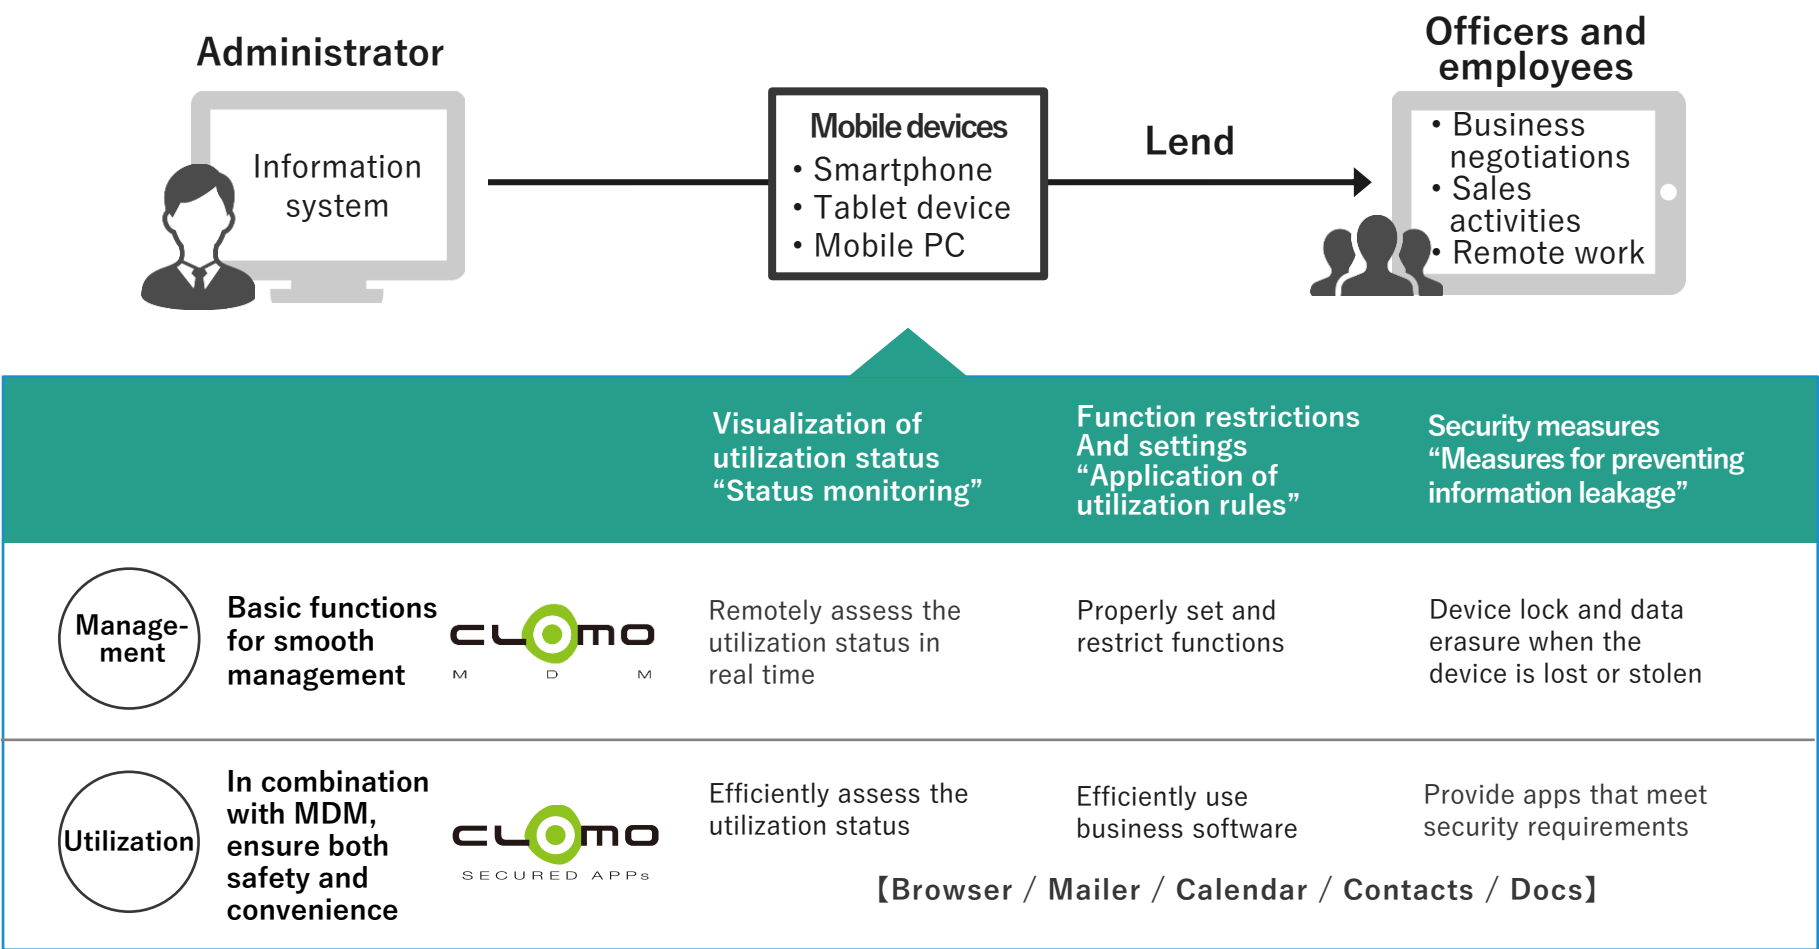 Administrator
Information
system
Mobile devices
• Smartphone
• Tablet device
• Mobile PC
Lend
Officers and
employees
• Business
negotiations
• Sales
activities
• Remote work
Visualization of
utilization status
“Status monitoring”
Function restrictions
And settings
“Application of
utilization rules”
Security measures
“Measures for preventing
information leakage”
Manage-
ment
Basic functions
for smooth
management
CLOMO
M D M
Remotely assess the
utilization status in
real time
Properly set and
restrict functions
Device lock and data
erasure when the
device is lost or stolen
Utilization
In combination
with MDM,
ensure both
safety and
convenience
CLOMO
SECURED APPs
Efficiently assess the
utilization status
Efficiently use
business software
Provide apps that meet
security requirements
【Browser / Mailer / Calendar / Contacts / Docs】